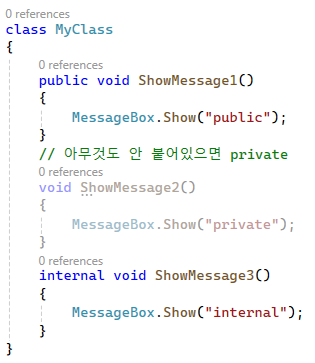 0 references
class MyClass
{
0 references
public void ShowMessage1()
{
MessageBox.Show("public");
}
// 아무것도 안 붙어있으면 private
0 references
void ShowMessage2()
{
MessageBox.Show("private");
}
0 references
internal void ShowMessage3()
{
MessageBox.Show("internal");
}
}